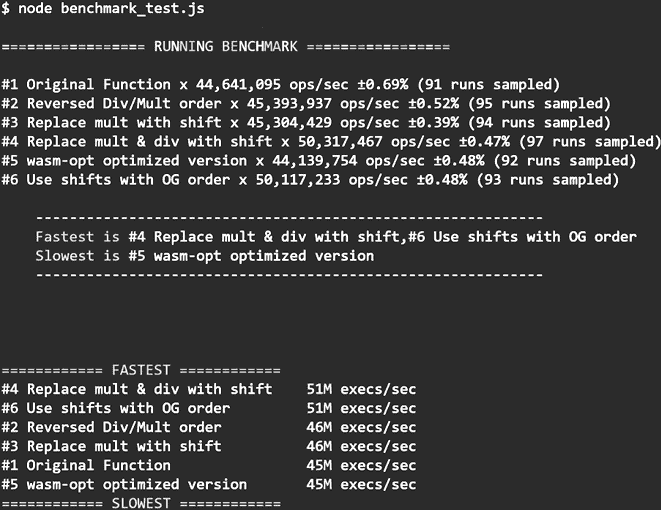 $ node benchmark_test.js
================= RUNNING BENCHMARK =================
#1 Original Function x 44,641,095 ops/sec ±0.69% (91 runs sampled)
#2 Reversed Div/Mult order x 45,393,937 ops/sec ±0.52% (95 runs sampled)
#3 Replace mult with shift x 45,304,429 ops/sec ±0.39% (94 runs sampled)
#4 Replace mult & div with shift x 50,317,467 ops/sec ±0.47% (97 runs sampled)
#5 wasm-opt optimized version x 44,139,754 ops/sec ±0.48% (92 runs sampled)
#6 Use shifts with OG order x 50,117,233 ops/sec ±0.48% (93 runs sampled)
------------------------------------------------------------
Fastest is #4 Replace mult & div with shift,#6 Use shifts with OG order
Slowest is #5 wasm-opt optimized version
------------------------------------------------------------
============ FASTEST ============
#4 Replace mult & div with shift    51M execs/sec
#6 Use shifts with OG order         51M execs/sec
#2 Reversed Div/Mult order          46M execs/sec
#3 Replace mult with shift          46M execs/sec
#1 Original Function                45M execs/sec
#5 wasm-opt optimized version       45M execs/sec
============ SLOWEST ============